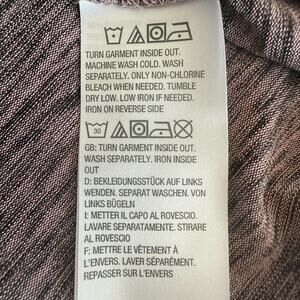 TURN GARMENT INSIDE OUT.
MACHINE WASH COLD. WASH
SEPARATELY. ONLY NON-CHLORINE
BLEACH WHEN NEEDED. TUMBLE
DRY LOW. LOW IRON IF NEEDED.
IRON ON REVERSE SIDE
30
GB: TURN GARMENT INSIDE OUT.
WASH SEPARATELY. IRON INSIDE
OUT
D: BEKLEIDUNGSSTÜCK AUF LINKS
WENDEN. SEPARAT WASCHEN. VON
LINKS BÜGELN
I: METTER IL CAPO AL ROVESCIO.
LAVARE SEPARATAMENTE. STIRARE
AL ROVESCIO
F: METTRE LE VÊTEMENT À
L'ENVERS. LAVER SÉPARÉMENT.
REPASSER SUR L'ENVERS